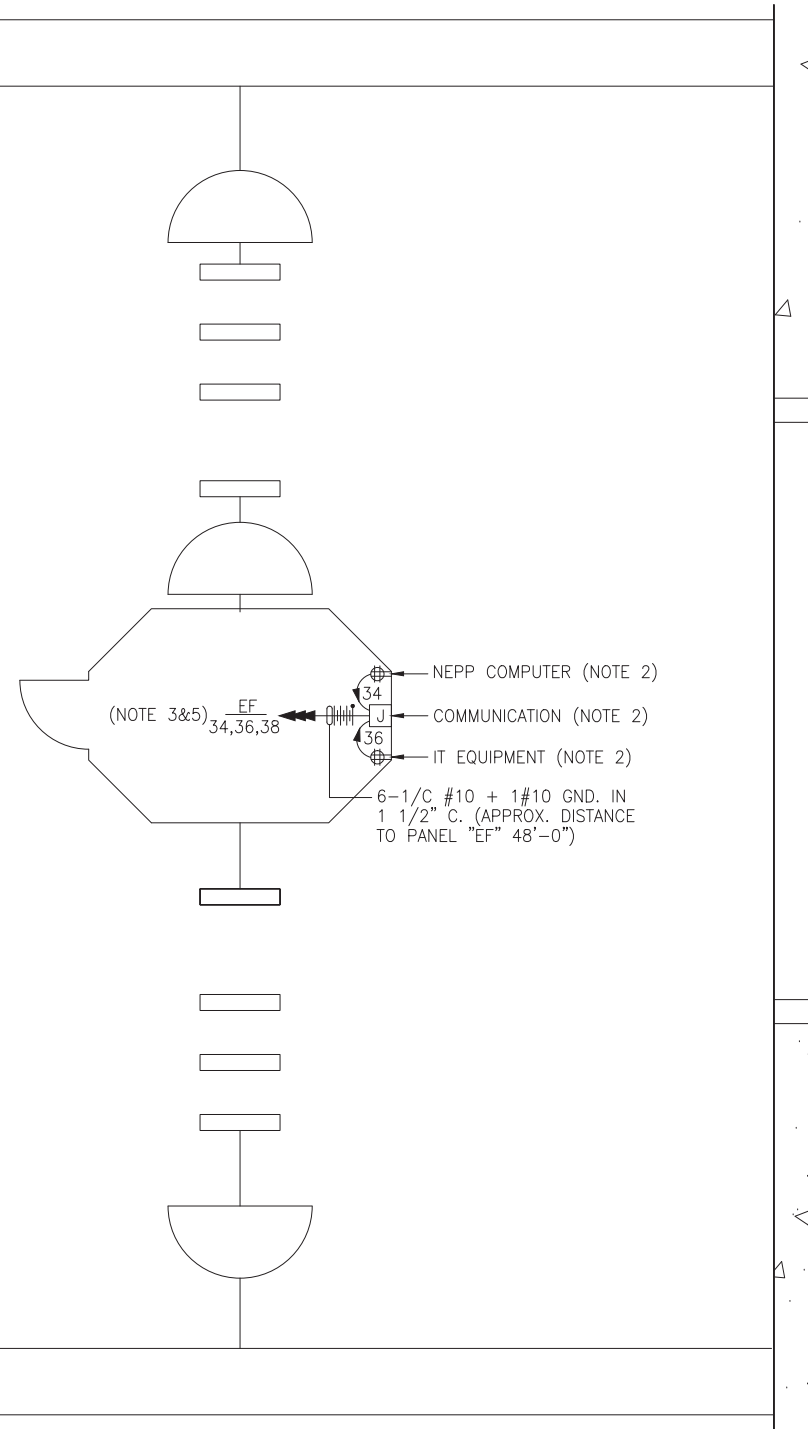 NEPP COMPUTER (NOTE 2)
34
(NOTE 3&5) EF
34,36,38
J
COMMUNICATION (NOTE 2)
36
IT EQUIPMENT (NOTE 2)
6-1/C #10 + 1#10 GND. IN
1 1/2" C. (APPROX. DISTANCE
TO PANEL "EF" 48'-0")